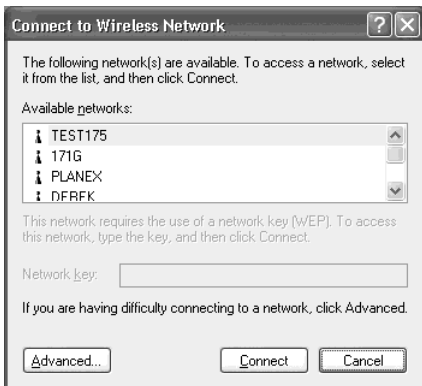 Connect to Wireless Network
The following network(s) are available. To access a network, select
it from the list, and then click Connect.
Available networks:
TEST175
171G
PLANEX
DEREK
This network requires the use of a network key (WEP). To access
this network, type the key, and then click Connect.
Network key:
If you are having difficulty connecting to a network, click Advanced.
Advanced...
Connect
Cancel